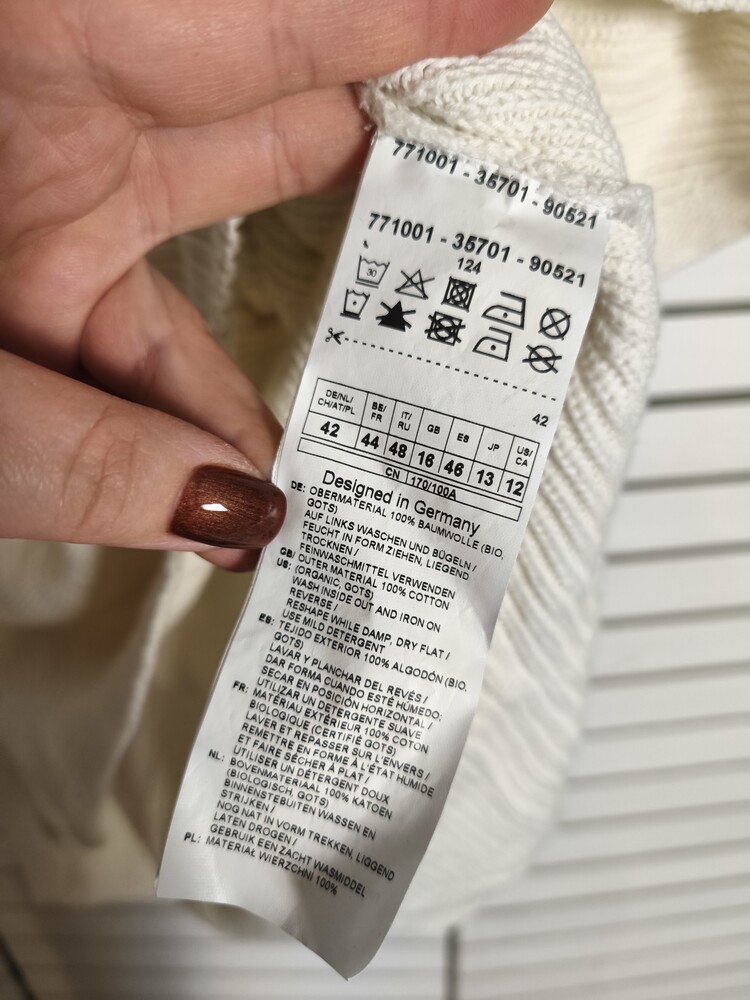 771001 - 35701 - 90521
771001 - 35701 - 90521
124
30
42
DE/NL/ CH/AT/PL BE/ FR IT/ RU GB ES JP US/ CA
42 44 48 16 46 13 12
CN 170/100A
Designed in Germany
DE: OBERMATERIAL 100% BAUMWOLLE (BIO,
GOTS)
AUF LINKS WASCHEN UND BÜGELN /
FEUCHT IN FORM ZIEHEN, LIEGEND
TROCKNEN /
FEINWASCHMITTEL VERWENDEN
GB/ US: OUTER MATERIAL 100% COTTON
(ORGANIC, GOTS)
WASH INSIDE OUT AND IRON ON
REVERSE /
RESHAPE WHILE DAMP, DRY FLAT /
USE MILD DETERGENT
ES: TEJIDO EXTERIOR 100% ALGODÓN (BIO,
GOTS)
LAVAR Y PLANCHAR DEL REVÉS /
DAR FORMA CUANDO ESTÉ HÚMEDO;
SECAR EN POSICIÓN HORIZONTAL /
UTILIZAR UN DETERGENTE SUAVE
FR: MATÉRIAU EXTÉRIEUR 100% COTON
BIOLOGIQUE (CERTIFIÉ GOTS)
LAVER ET REPASSER SUR L'ENVERS /
REMETTRE EN FORME À L'ÉTAT HUMIDE
ET FAIRE SÉCHER À PLAT /
UTILISER UN DÉTERGENT DOUX
NL: BOVENMATERIAAL 100% KATOEN
(BIOLOGISCH, GOTS)
BINNENSTEBUITEN WASSEN EN
STRIJKEN /
NOG NAT IN VORM TREKKEN, LIGGEND
LATEN DROGEN /
GEBRUIK EEN ZACHT WASMIDDEL
PL: MATERIAŁ WIERZCHNI 100%